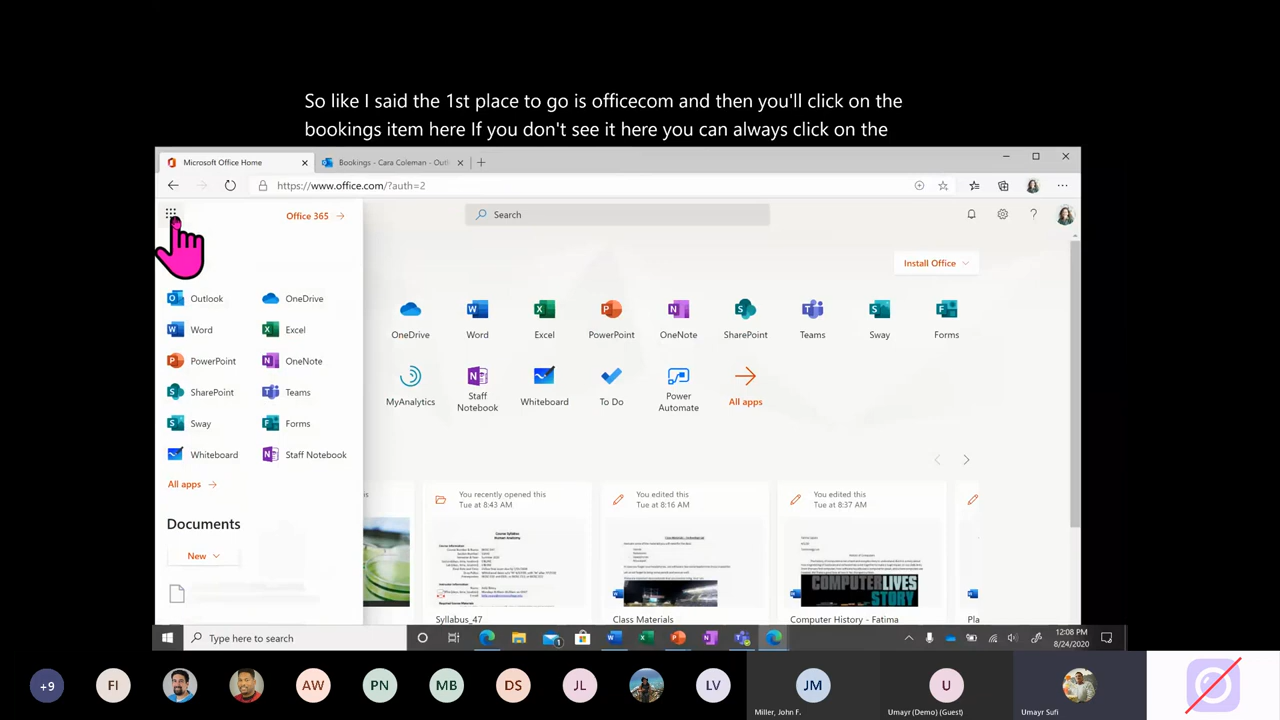 So like I said the 1st place to go is officecom and then you'll click on the
bookings item here If you don't see it here you can always click on the
Microsoft Office Home
Bookings - Cara Coleman - Outl
https://www.office.com/?auth=2
Office 365
Search
Install Office
Outlook
OneDrive
Word
Excel
PowerPoint
OneNote
SharePoint
Teams
Sway
Forms
Whiteboard
Staff Notebook
All apps
Documents
New
OneDrive
Word
Excel
PowerPoint
OneNote
SharePoint
Teams
Sway
Forms
MyAnalytics
Staff
Notebook
Whiteboard
To Do
Power
Automate
All apps
is
You recently opened this
Tue at 8:43 AM
You edited this
Tue at 8:16 AM
You edited this
Tue at 8:37 AM
Course Syllabus
Human Anatomy
COMPUTER LIVES
STORY
Syllabus_47
Class Materials
Computer History - Fatima
Pla
Type here to search
12:08 PM
8/24/2020
+9
FI
AW
PN
MB
DS
JL
LV
JM
U
Miller, John F.
Umayr (Demo) (Guest)
Umayr Sufi